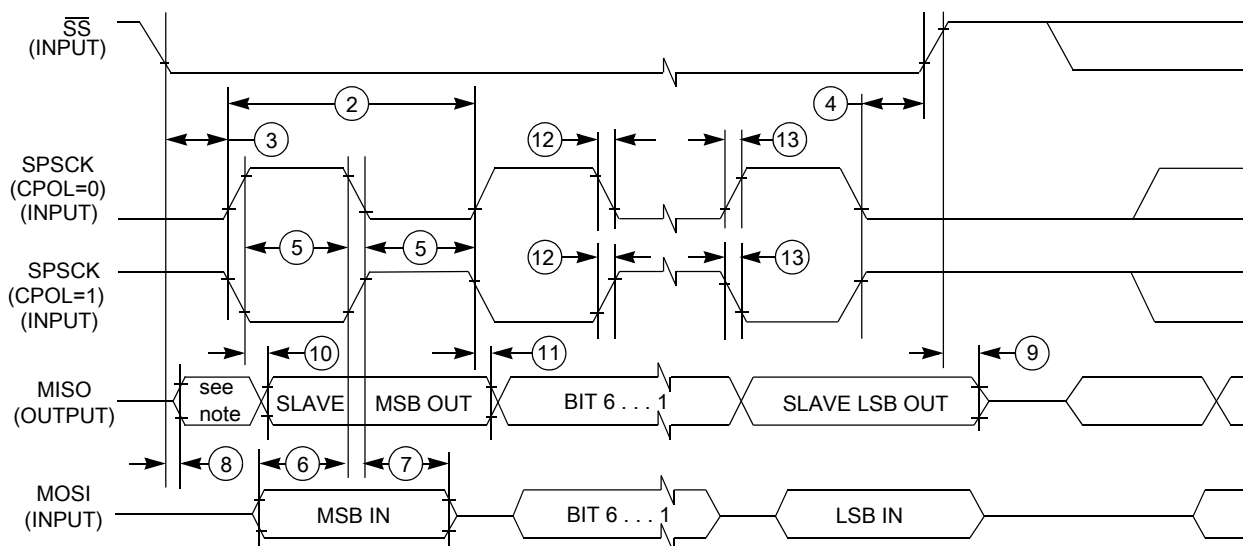 SS
(INPUT)
2
4
3
12
13
SPSCK
(CPOL=0)
(INPUT)
5
5
12
13
SPSCK
(CPOL=1)
(INPUT)
10
11
9
MISO
(OUTPUT)
see
note
SLAVE
MSB OUT
BIT 6 . . . 1
SLAVE LSB OUT
8
6
7
MOSI
(INPUT)
MSB IN
BIT 6 . . . 1
LSB IN